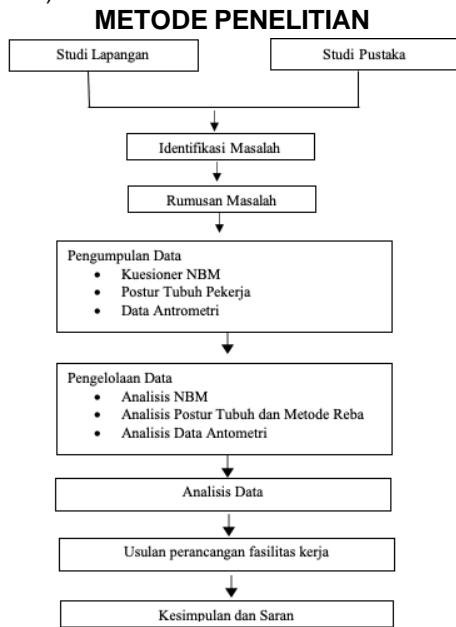 METODE PENELITIAN
Studi Lapangan
Studi Pustaka
Identifikasi Masalah
Rumusan Masalah
Pengumpulan Data
• Kuesioner NBM
• Postur Tubuh Pekerja
• Data Antrometri
Pengelolaan Data
• Analisis NBM
• Analisis Postur Tubuh dan Metode Reba
• Analisis Data Antometri
Analisis Data
Usulan perancangan fasilitas kerja
Kesimpulan dan Saran